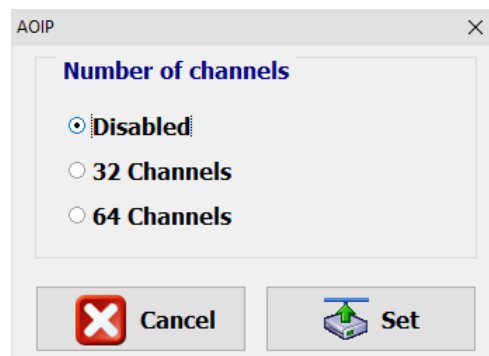 AOIP
Number of channels
Disabled
32 Channels
64 Channels
Cancel
Set